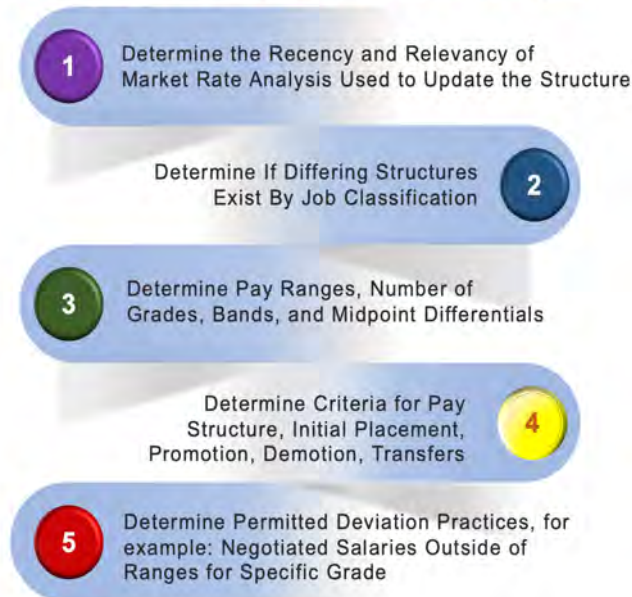 1
Determine the Recency and Relevancy of
Market Rate Analysis Used to Update the Structure
Determine If Differing Structures
Exist By Job Classification
2
3
Determine Pay Ranges, Number of
Grades, Bands, and Midpoint Differentials
Determine Criteria for Pay
Structure, Initial Placement,
Promotion, Demotion, Transfers
4
5
Determine Permitted Deviation Practices, for
example: Negotiated Salaries Outside of
Ranges for Specific Grade